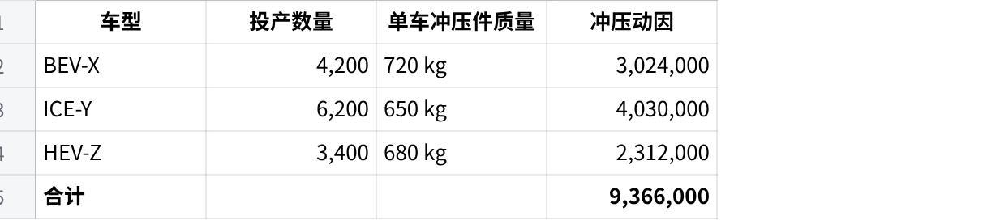 车型 投产数量 单车冲压件质量 冲压动因
2 BEV-X 4,200 720 kg 3,024,000
3 ICE-Y 6,200 650 kg 4,030,000
4 HEV-Z 3,400 680 kg 2,312,000
5 合计 9,366,000